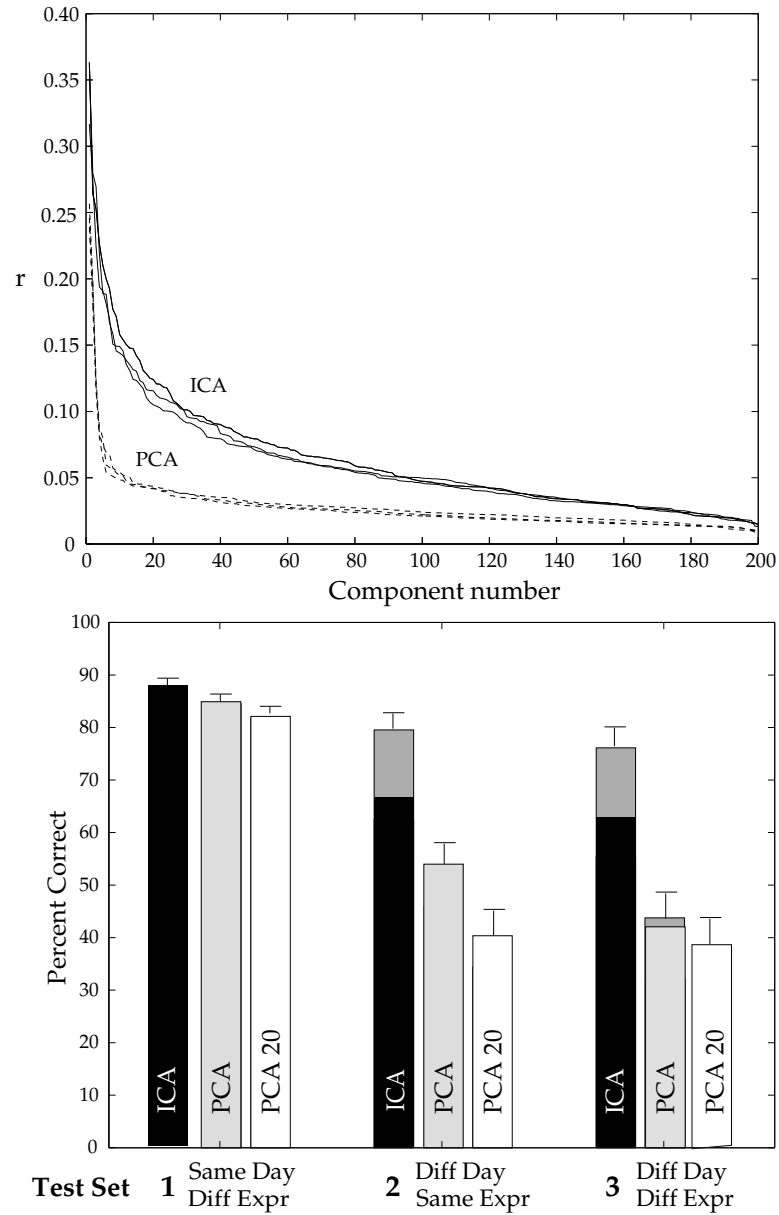 0.40
0.35
0.30
0.25
0.20
r
0.15
0.10
0.05
0
ICA
PCA
0 20 40 60 80 100 120 140 160 180 200
Component number
100
90
80
70
60
50
40
30
20
10
0
Percent Correct
ICA PCA PCA 20 ICA PCA PCA 20 ICA PCA PCA 20
Test Set 1 Same Day Diff Expr
2 Diff Day Same Expr
3 Diff Day Diff Expr